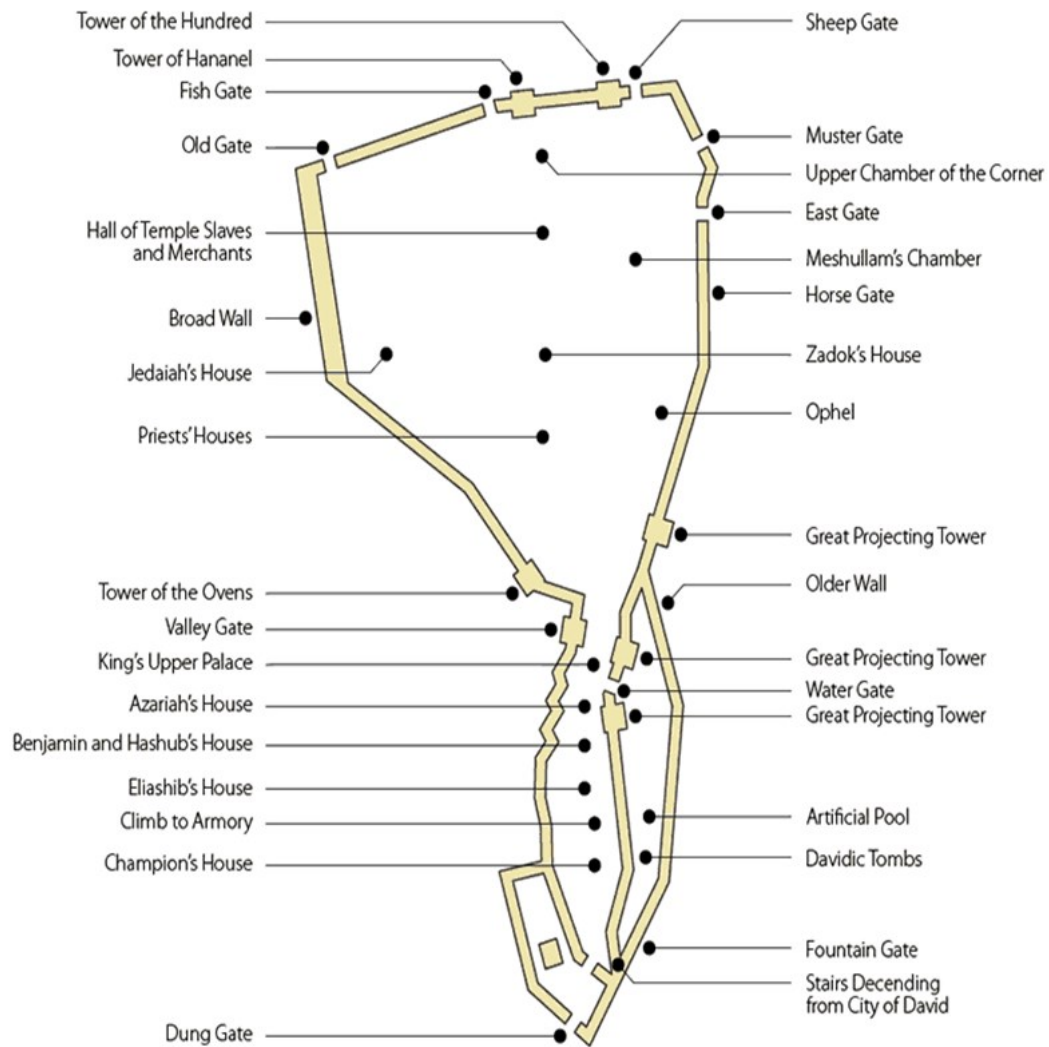 Tower of the Hundred
Tower of Hananel
Fish Gate
Old Gate
Hall of Temple Slaves
and Merchants
Broad Wall
Jedaiah's House
Priests' Houses
Tower of the Ovens
Valley Gate
King's Upper Palace
Azariah's House
Benjamin and Hashub's House
Eliashib's House
Climb to Armory
Champion's House
Dung Gate
Sheep Gate
Muster Gate
Upper Chamber of the Corner
East Gate
Meshullam's Chamber
Horse Gate
Zadok's House
Ophel
Great Projecting Tower
Older Wall
Great Projecting Tower
Water Gate
Great Projecting Tower
Artificial Pool
Davidic Tombs
Fountain Gate
Stairs Decending
from City of David